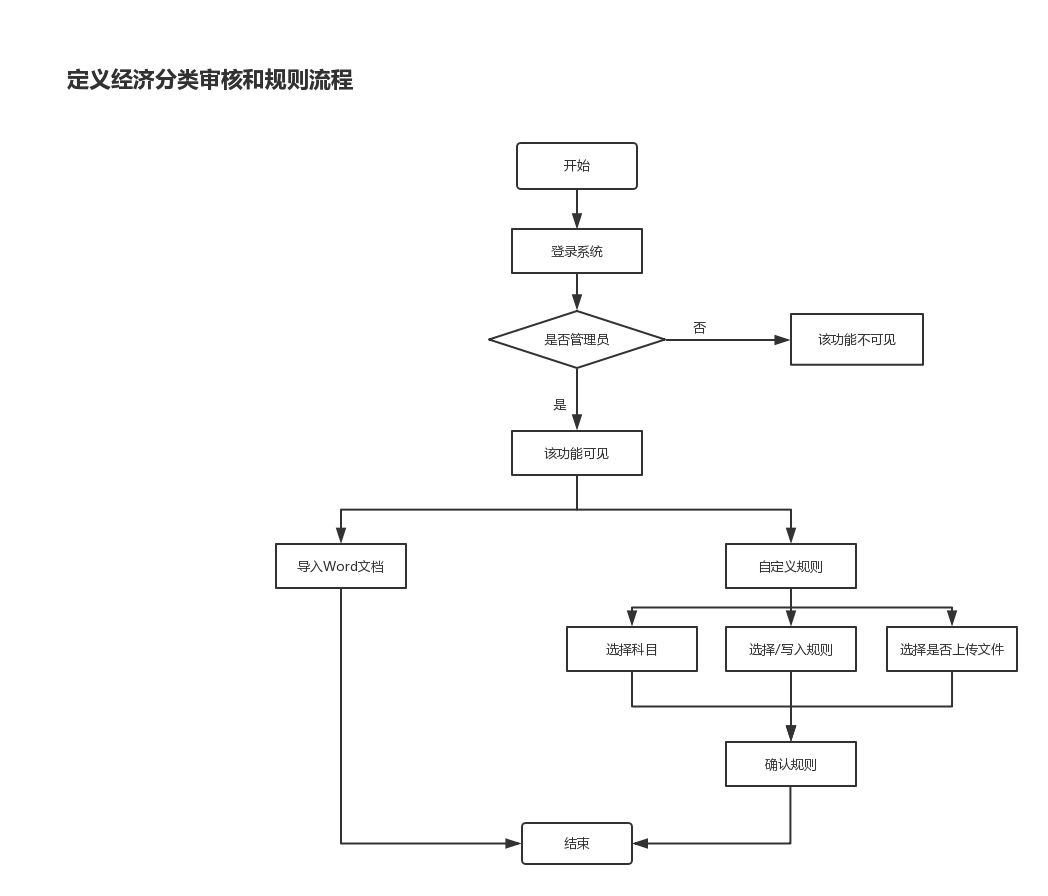 定义经济分类审核和规则流程
开始
登录系统
是否管理员
否
该功能不可见
是
该功能可见
导入Word文档
自定义规则
选择科目
选择/写入规则
选择是否上传文件
确认规则
结束